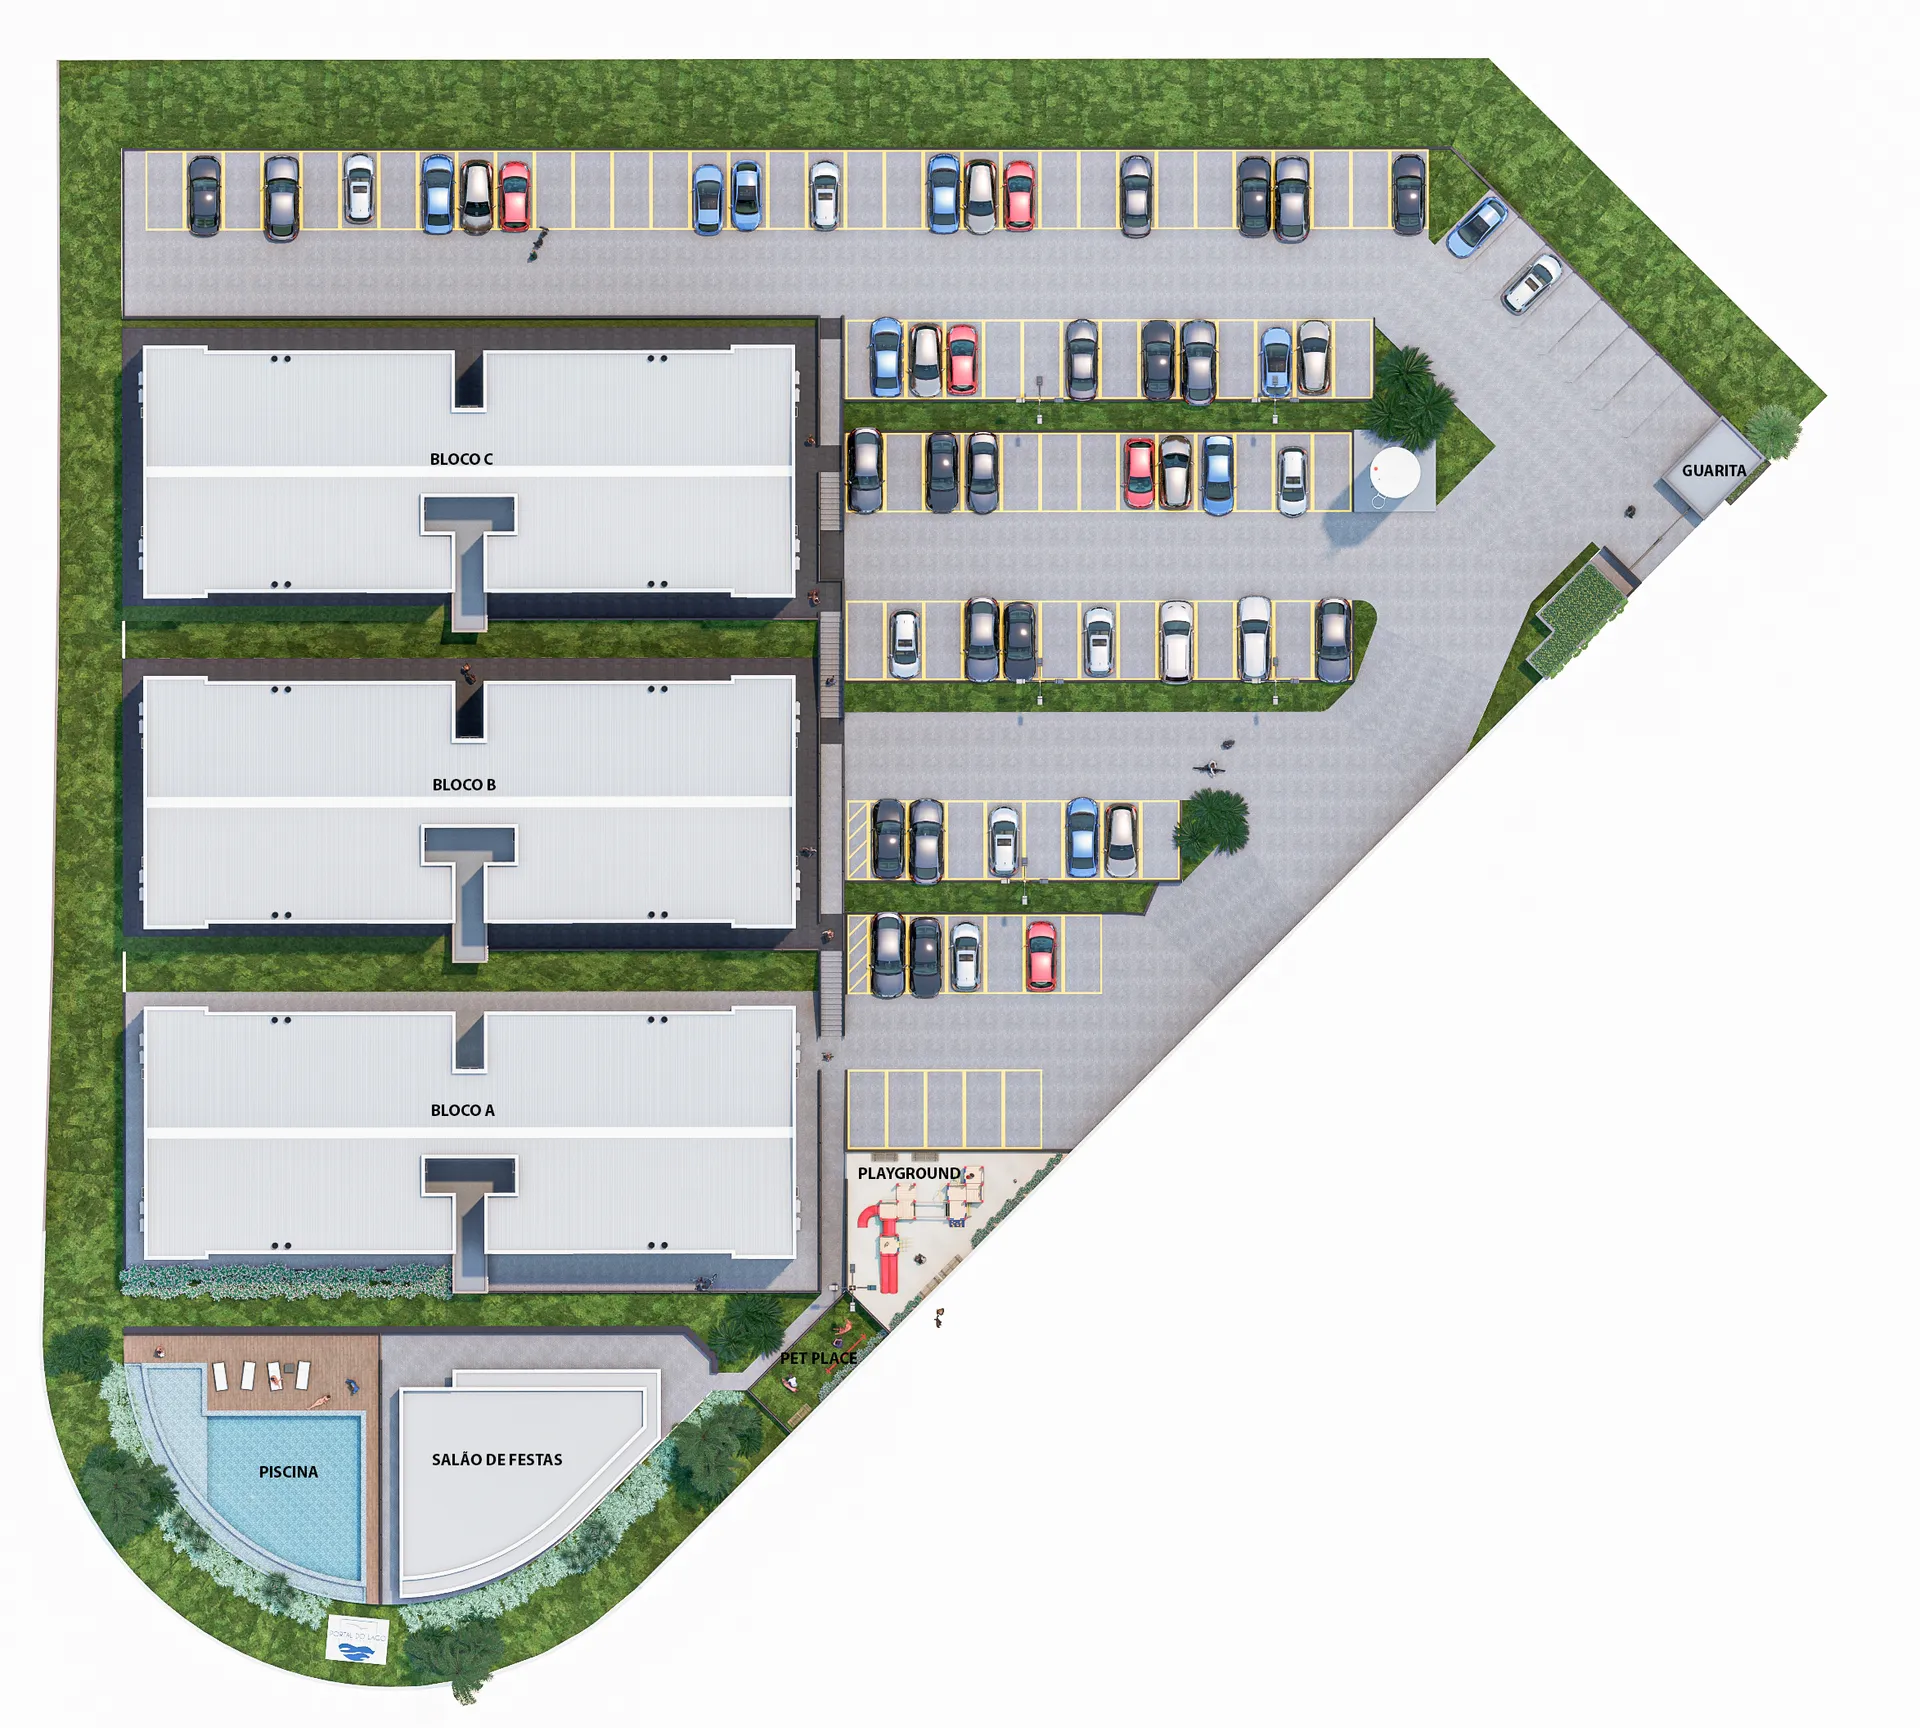 BLOCO C
GUARITA
BLOCO B
BLOCO A
PLAYGROUND
PET PLACE
SALÃO DE FESTAS
PISCINA
PORTAL DO LAGO